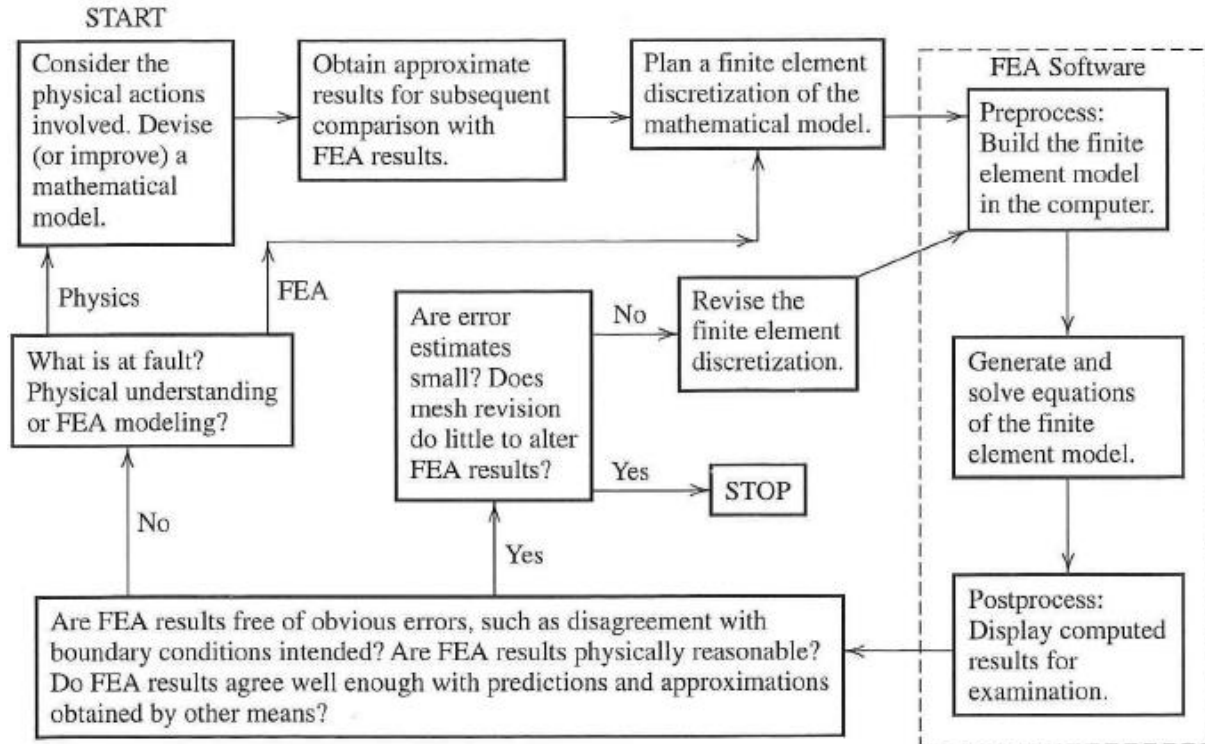 START
Consider the
physical actions
involved. Devise
(or improve) a
mathematical
model.
Obtain approximate
results for subsequent
comparison with
FEA results.
Plan a finite element
discretization of the
mathematical model.
FEA Software
Preprocess:
Build the finite
element model
in the computer.
Physics
FEA
What is at fault?
Physical understanding
or FEA modeling?
Are error
estimates
small? Does
mesh revision
do little to alter
FEA results?
No
Revise the
finite element
discretization.
Yes
STOP
Generate and
solve equations
of the finite
element model.
No
Yes
Are FEA results free of obvious errors, such as disagreement with
boundary conditions intended? Are FEA results physically reasonable?
Do FEA results agree well enough with predictions and approximations
obtained by other means?
Postprocess:
Display computed
results for
examination.